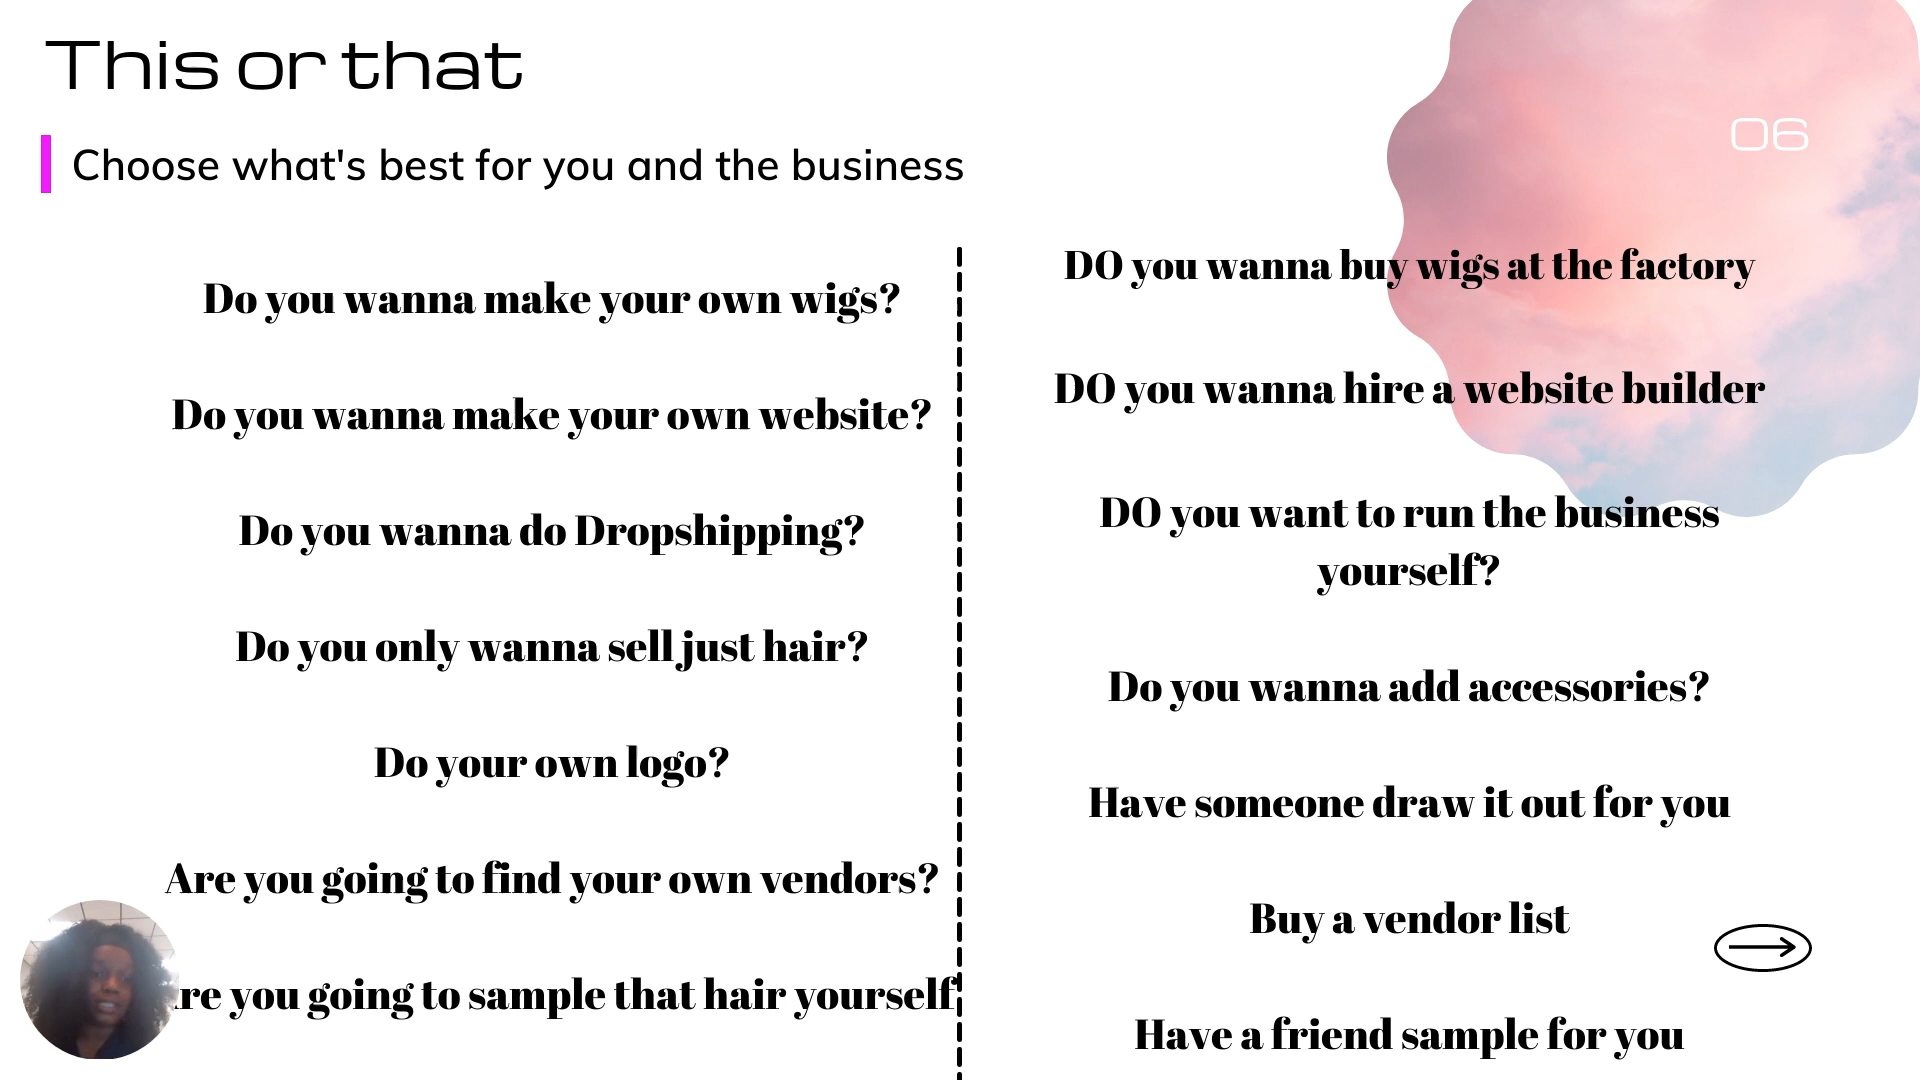 This or that
Choose what's best for you and the business
06
Do you wanna make your own wigs?
Do you wanna make your own website?
Do you wanna do Dropshipping?
Do you only wanna sell just hair?
Do your own logo?
Are you going to find your own vendors?
you going to sample that hair yourself
DO you wanna buy wigs at the factory
DO you wanna hire a website builder
DO you want to run the business
yourself?
Do you wanna add accessories?
Have someone draw it out for you
Buy a vendor list
Have a friend sample for you